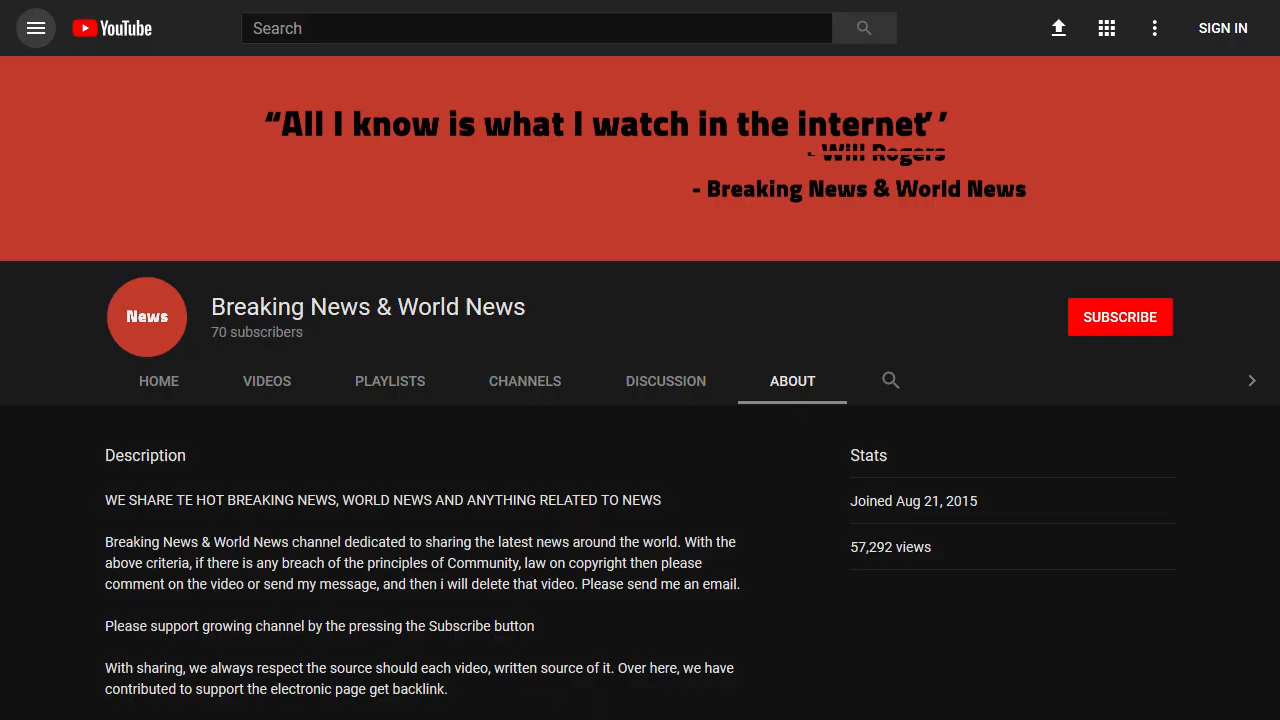 YouTube
Search
SIGN IN
“All I know is what I watch in the internet’’
- Will Rogers
- Breaking News & World News
News
Breaking News & World News
70 subscribers
SUBSCRIBE
HOME VIDEOS PLAYLISTS CHANNELS DISCUSSION ABOUT
Description
WE SHARE TE HOT BREAKING NEWS, WORLD NEWS AND ANYTHING RELATED TO NEWS
Breaking News & World News channel dedicated to sharing the latest news around the world. With the
above criteria, if there is any breach of the principles of Community, law on copyright then please
comment on the video or send my message, and then i will delete that video. Please send me an email.
Please support growing channel by the pressing the Subscribe button
With sharing, we always respect the source should each video, written source of it. Over here, we have
contributed to support the electronic page get backlink.
Stats
Joined Aug 21, 2015
57,292 views